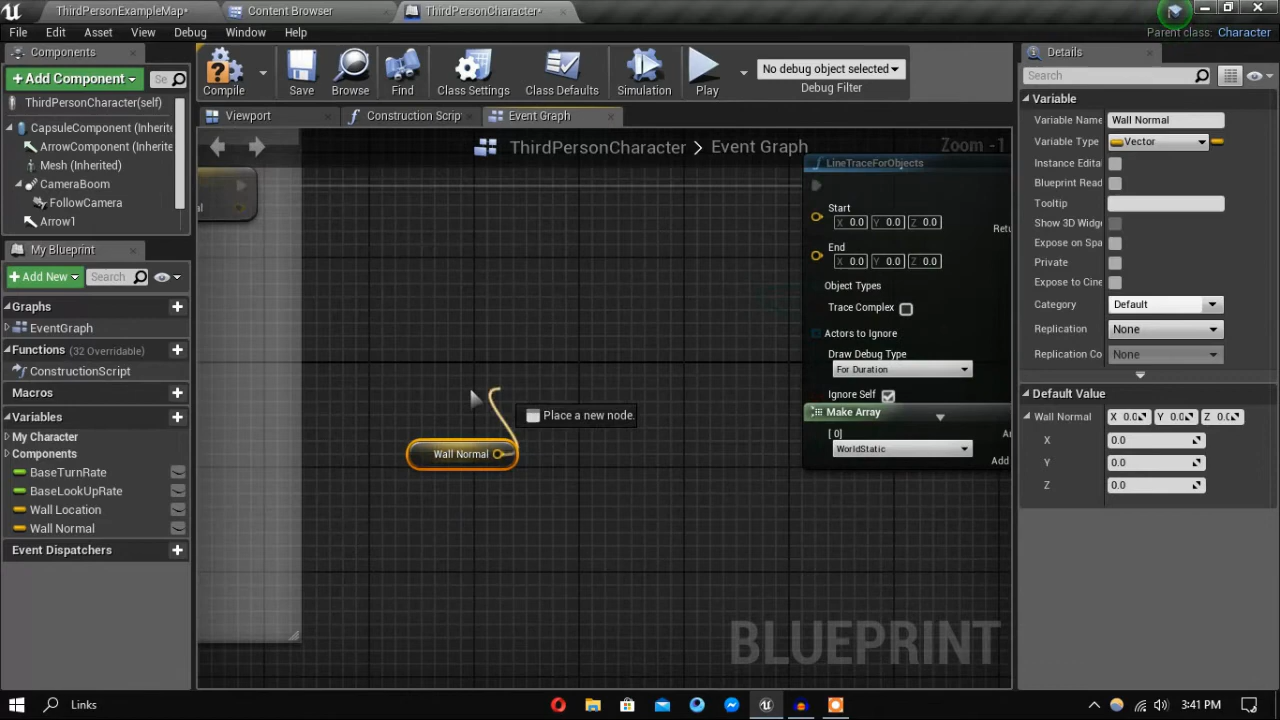 ThirdPersonExampleMap*
Content Browser
ThirdPersonCharacter*
File Edit Asset View Debug Window Help
Parent class: Character
Components
+Add Component
Se
ThirdPersonCharacter(self)
CapsuleComponent (Inherited
ArrowComponent (Inherite
Mesh (Inherited)
CameraBoom
FollowCamera
Arrow1
Compile
Save
Browse
Find
Class Settings
Class Defaults
Simulation
Play
No debug object selected
Debug Filter
Viewport
Construction Scrip
Event Graph
ThirdPersonCharacter > Event Graph
Zoom -1
My Blueprint
+Add New
Search
Graphs
EventGraph
Functions (32 Overridable)
ConstructionScript
Macros
Variables
My Character
Components
BaseTurnRate
BaseLookUpRate
Wall Location
Wall Normal
Event Dispatchers
al
Wall Normal
Place a new node.
LineTraceForObjects
Start
X 0.0 Y 0.0 Z 0.0
Retu
End
X 0.0 Y 0.0 Z 0.0
Object Types
Trace Complex
Actors to Ignore
Draw Debug Type
For Duration
Ignore Self
Make Array
[ 0]
WorldStatic
Ar
Add
BLUEPRINT
Details
Search
Variable
Variable Name Wall Normal
Variable Type Vector
Instance Edita
Blueprint Read
Tooltip
Show 3D Widge
Expose on Spa
Private
Expose to Cine
Category Default
Replication None
Replication Co None
Default Value
Wall Normal X 0.0 Y 0.0 Z 0.0
X 0.0
Y 0.0
Z 0.0
Links
3:41 PM